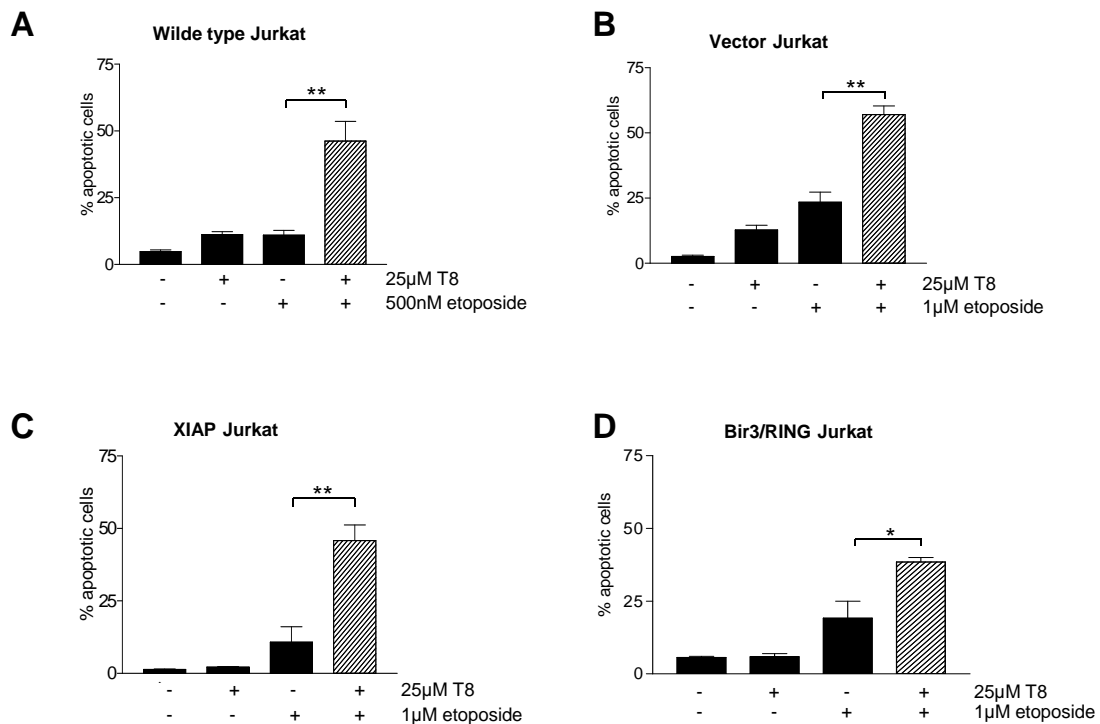 A
Wilde type Jurkat
% apoptotic cells
75
50
25
0
**
- + - + 25µM T8
- - + + 500nM etoposide
B
Vector Jurkat
% apoptotic cells
75
50
25
0
**
- + - + 25µM T8
- - + + 1µM etoposide
C
XIAP Jurkat
% apoptotic cells
75
50
25
0
**
- + - + 25µM T8
- - + + 1µM etoposide
D
Bir3/RING Jurkat
% apoptotic cells
75
50
25
0
*
- + - + 25µM T8
- - + + 1µM etoposide